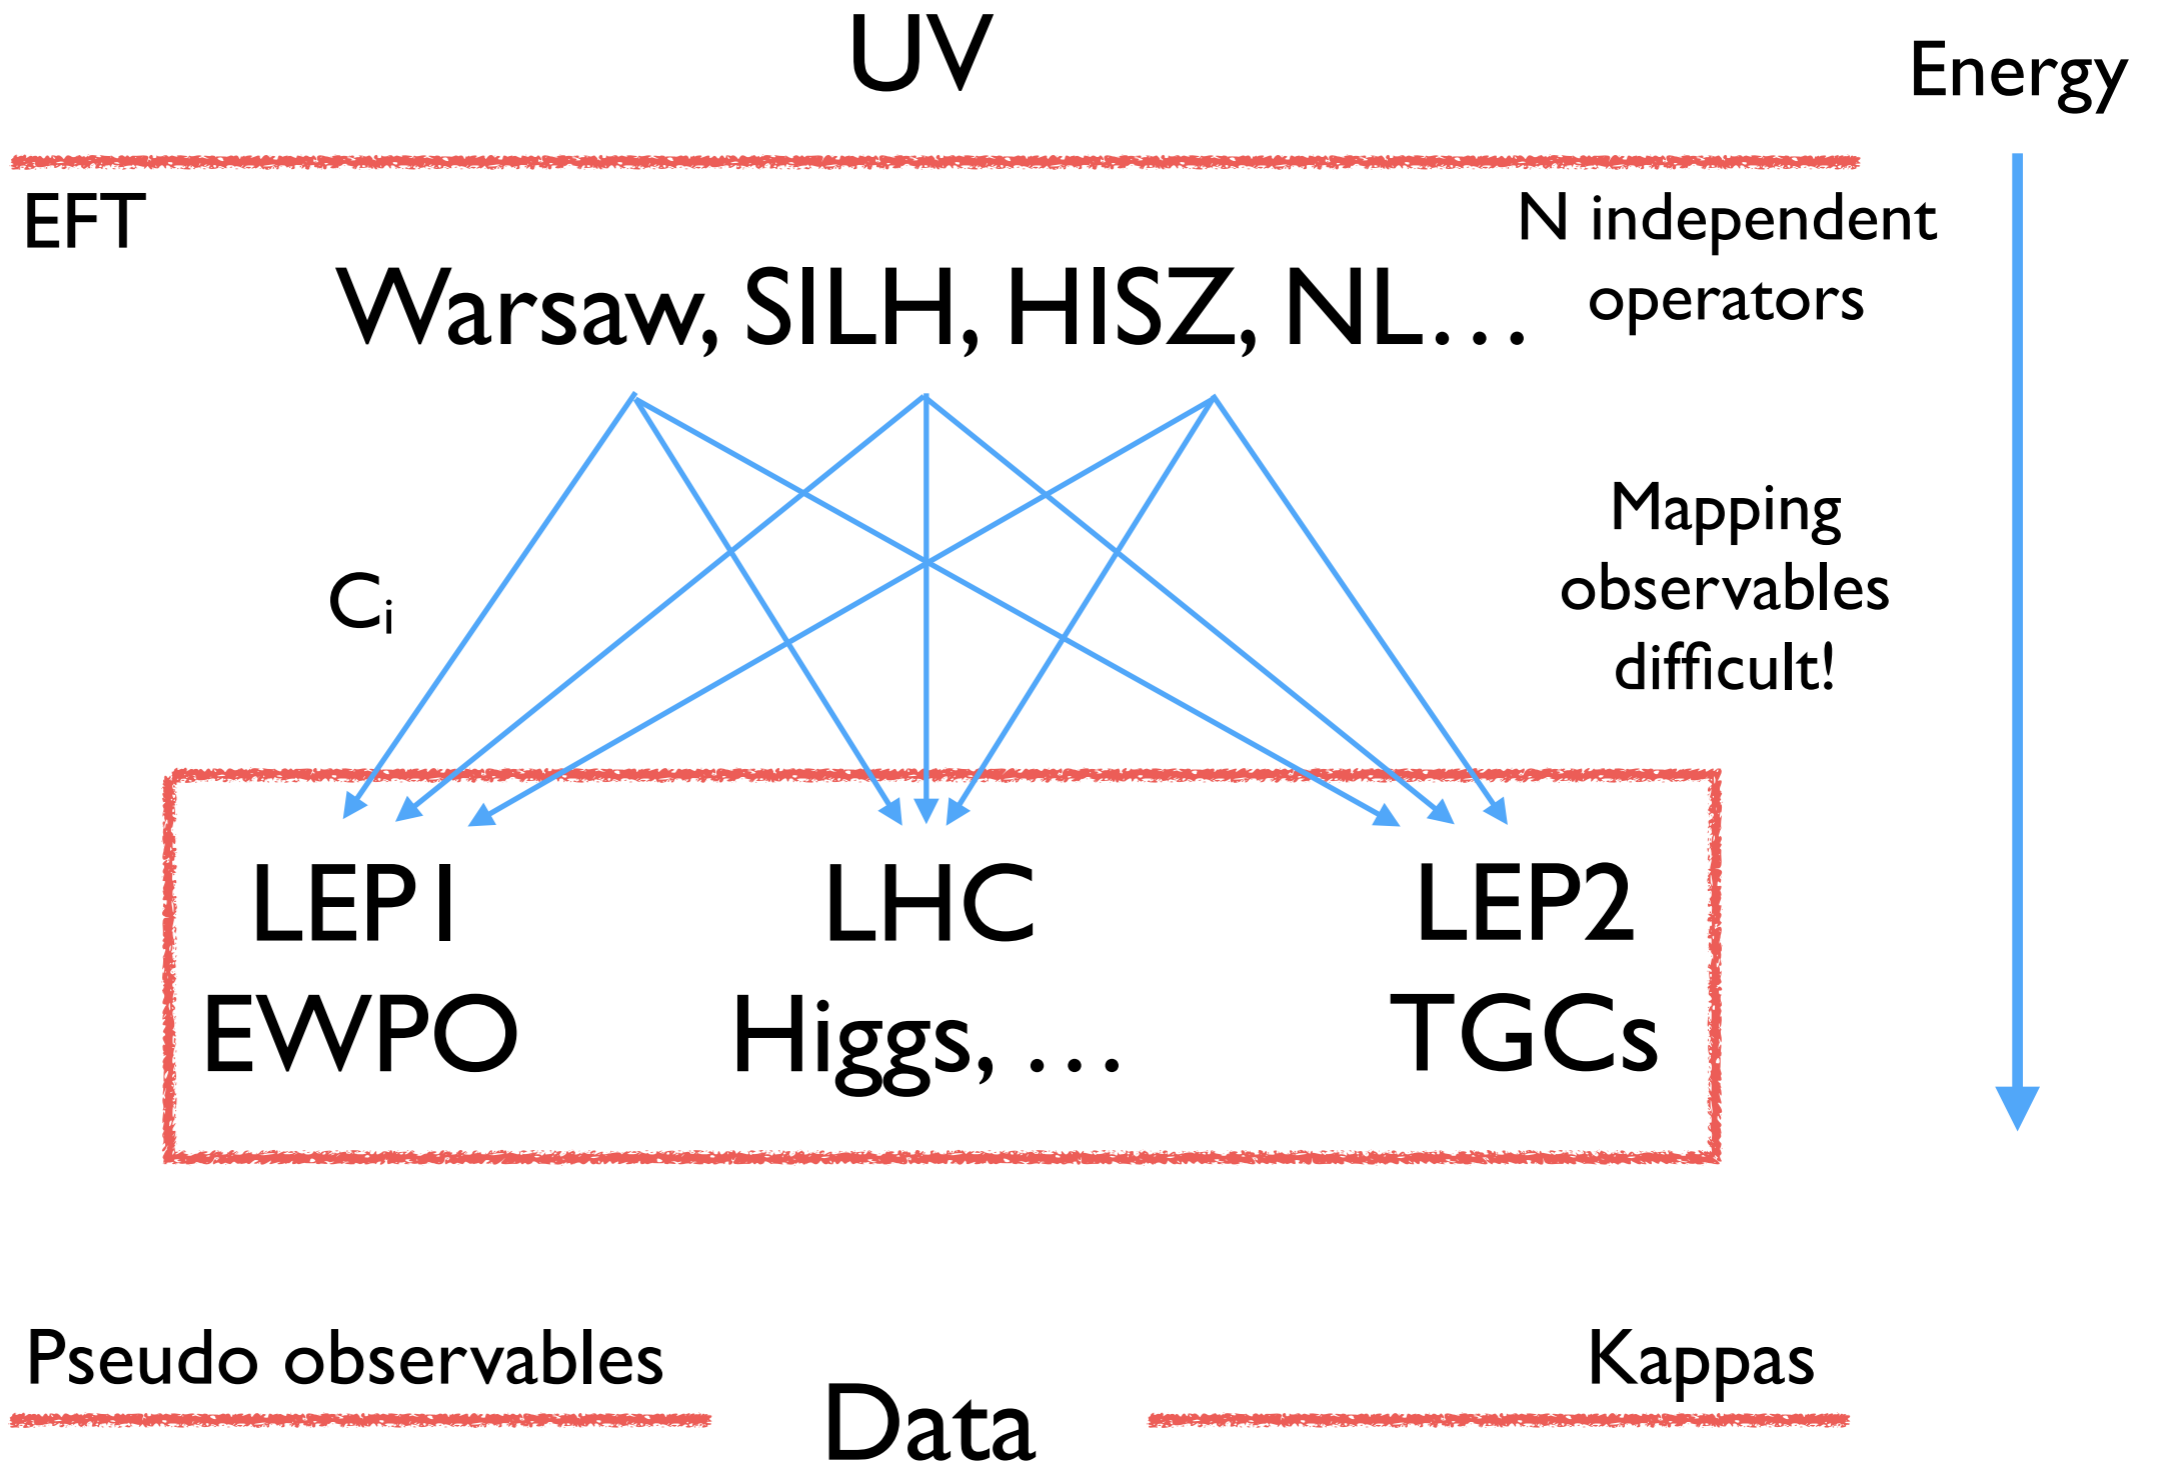 UV
Energy
EFT
N independent
operators
Warsaw, SILH, HISZ, NL…
Mapping
observables
difficult!
Ci
LEP1
LHC
LEP2
EWPO
Higgs, …
TGCs
Pseudo observables
Kappas
Data